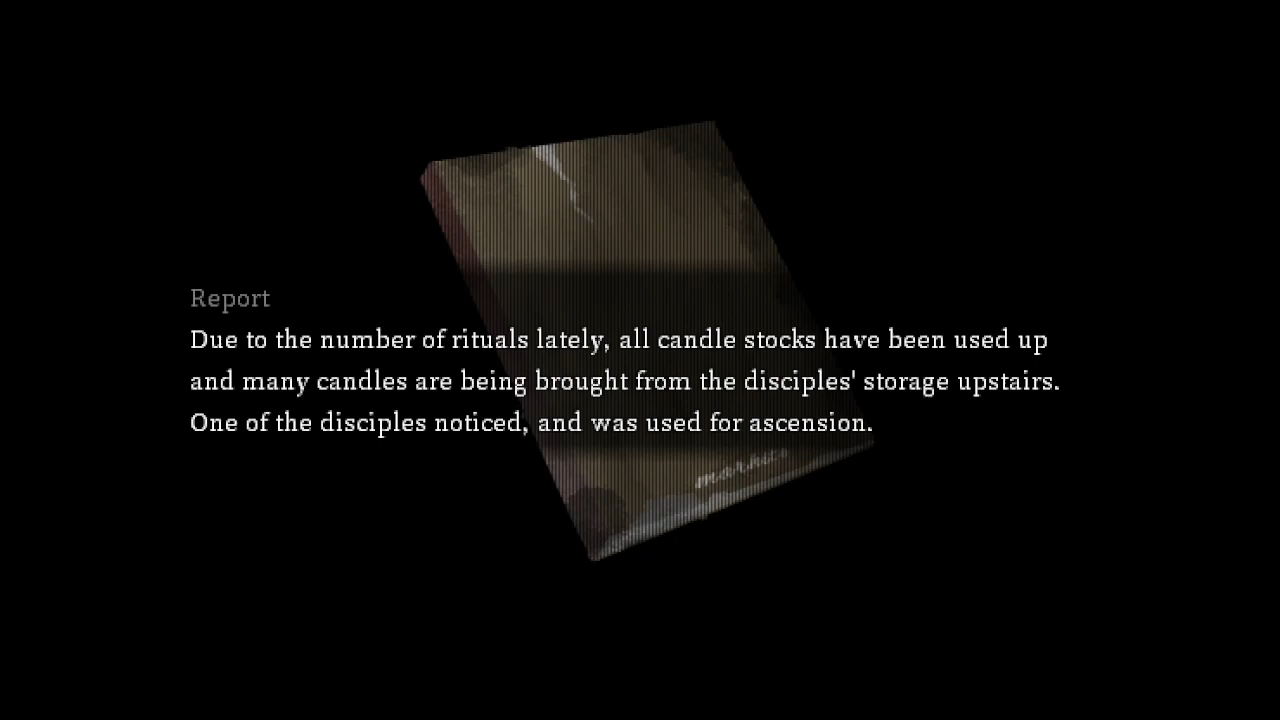 Report
Due to the number of rituals lately, all candle stocks have been used up
and many candles are being brought from the disciples' storage upstairs.
One of the disciples noticed, and was used for ascension.